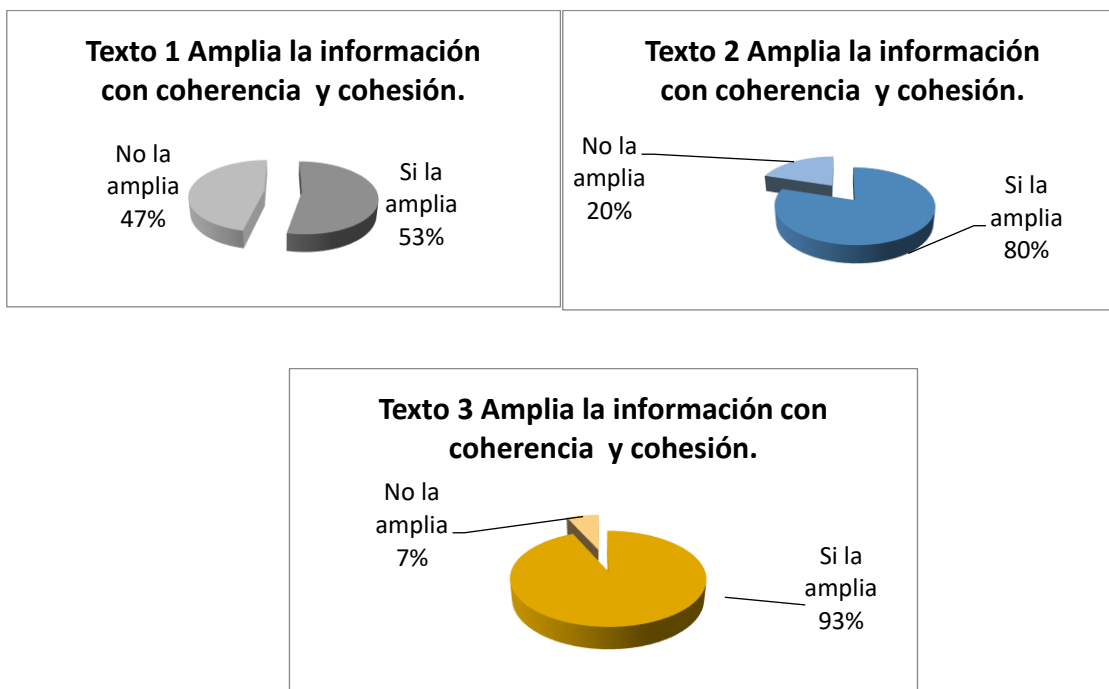 Texto 1 Amplia la información
con coherencia  y cohesión.
No la
amplia
47%
Si la
amplia
53%
Texto 2 Amplia la información
con coherencia  y cohesión.
No la
amplia
20%
Si la
amplia
80%
Texto 3 Amplia la información con
coherencia  y cohesión.
No la
amplia
7%
Si la
amplia
93%